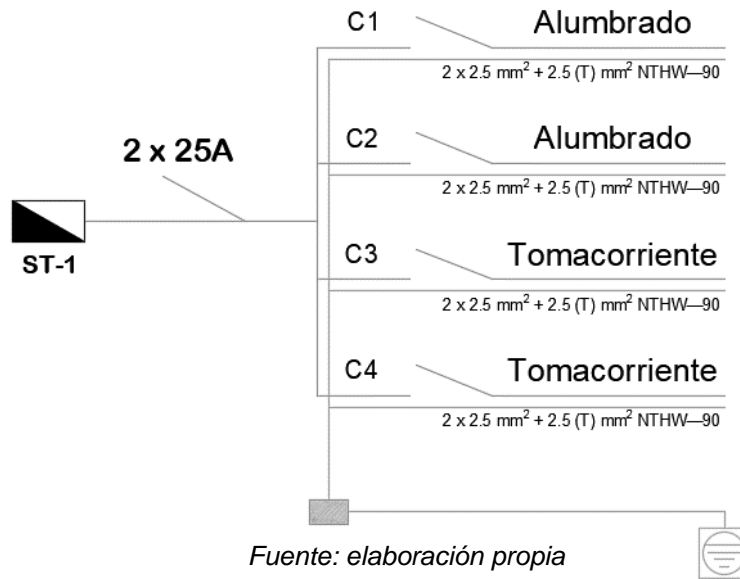 C1 Alumbrado
2 x 2.5 mm² + 2.5 (T) mm² NTHW—90
C2 Alumbrado
2 x 25A
2 x 2.5 mm² + 2.5 (T) mm² NTHW—90
ST-1
C3 Tomacorriente
2 x 2.5 mm² + 2.5 (T) mm² NTHW—90
C4 Tomacorriente
2 x 2.5 mm² + 2.5 (T) mm² NTHW—90
Fuente: elaboración propia